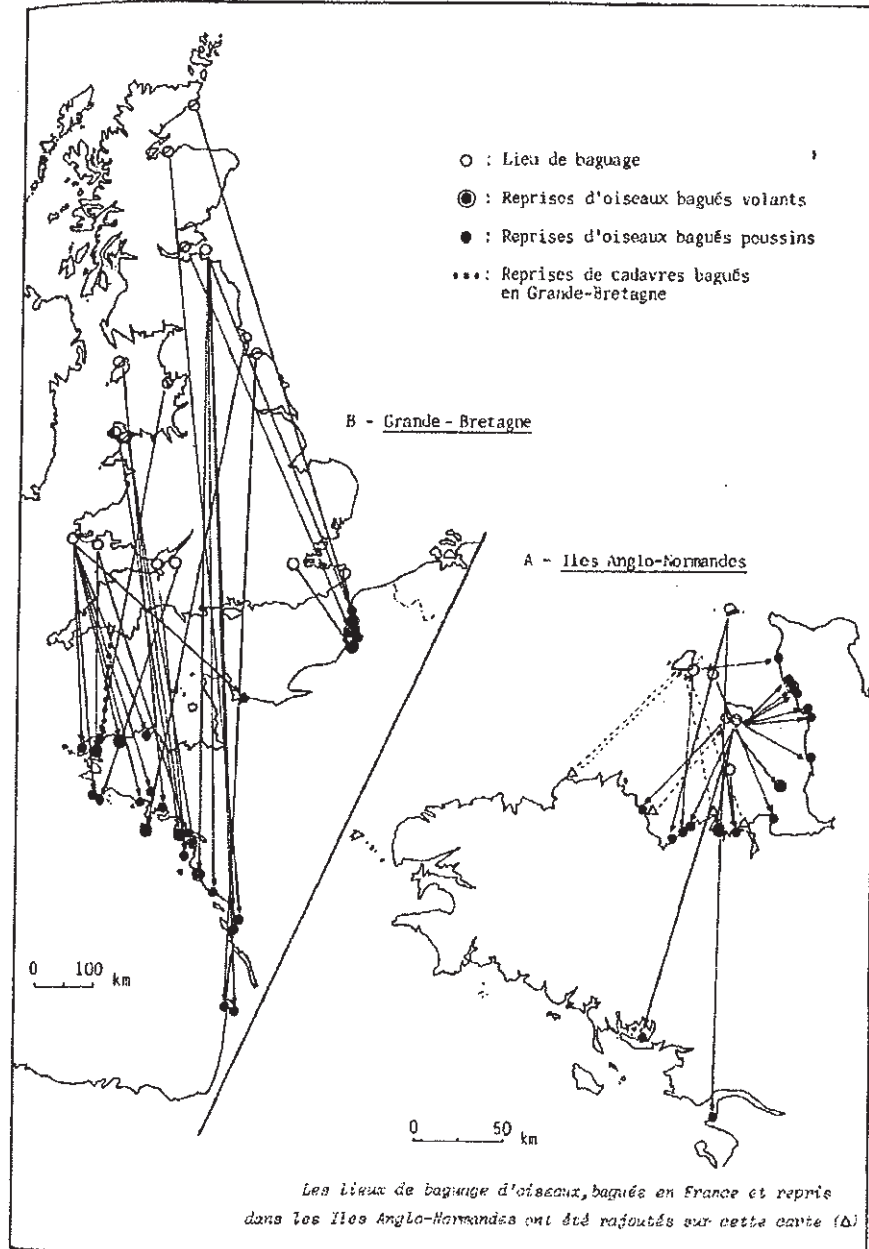 ○ : Lieu de baguage
◉ : Reprises d'oiseaux bagués volants
● : Reprises d'oiseaux bagués poussins
••• : Reprises de cadavres bagués
en Grande-Bretagne
B - Grande-Bretagne
A - Iles Anglo-Normandes
0 100 km
0 50 km
Les lieux de baguage d'oiseaux, bagués en France et repris
dans les Iles Anglo-Normandes ont été rajoutés sur cette carte (Δ)